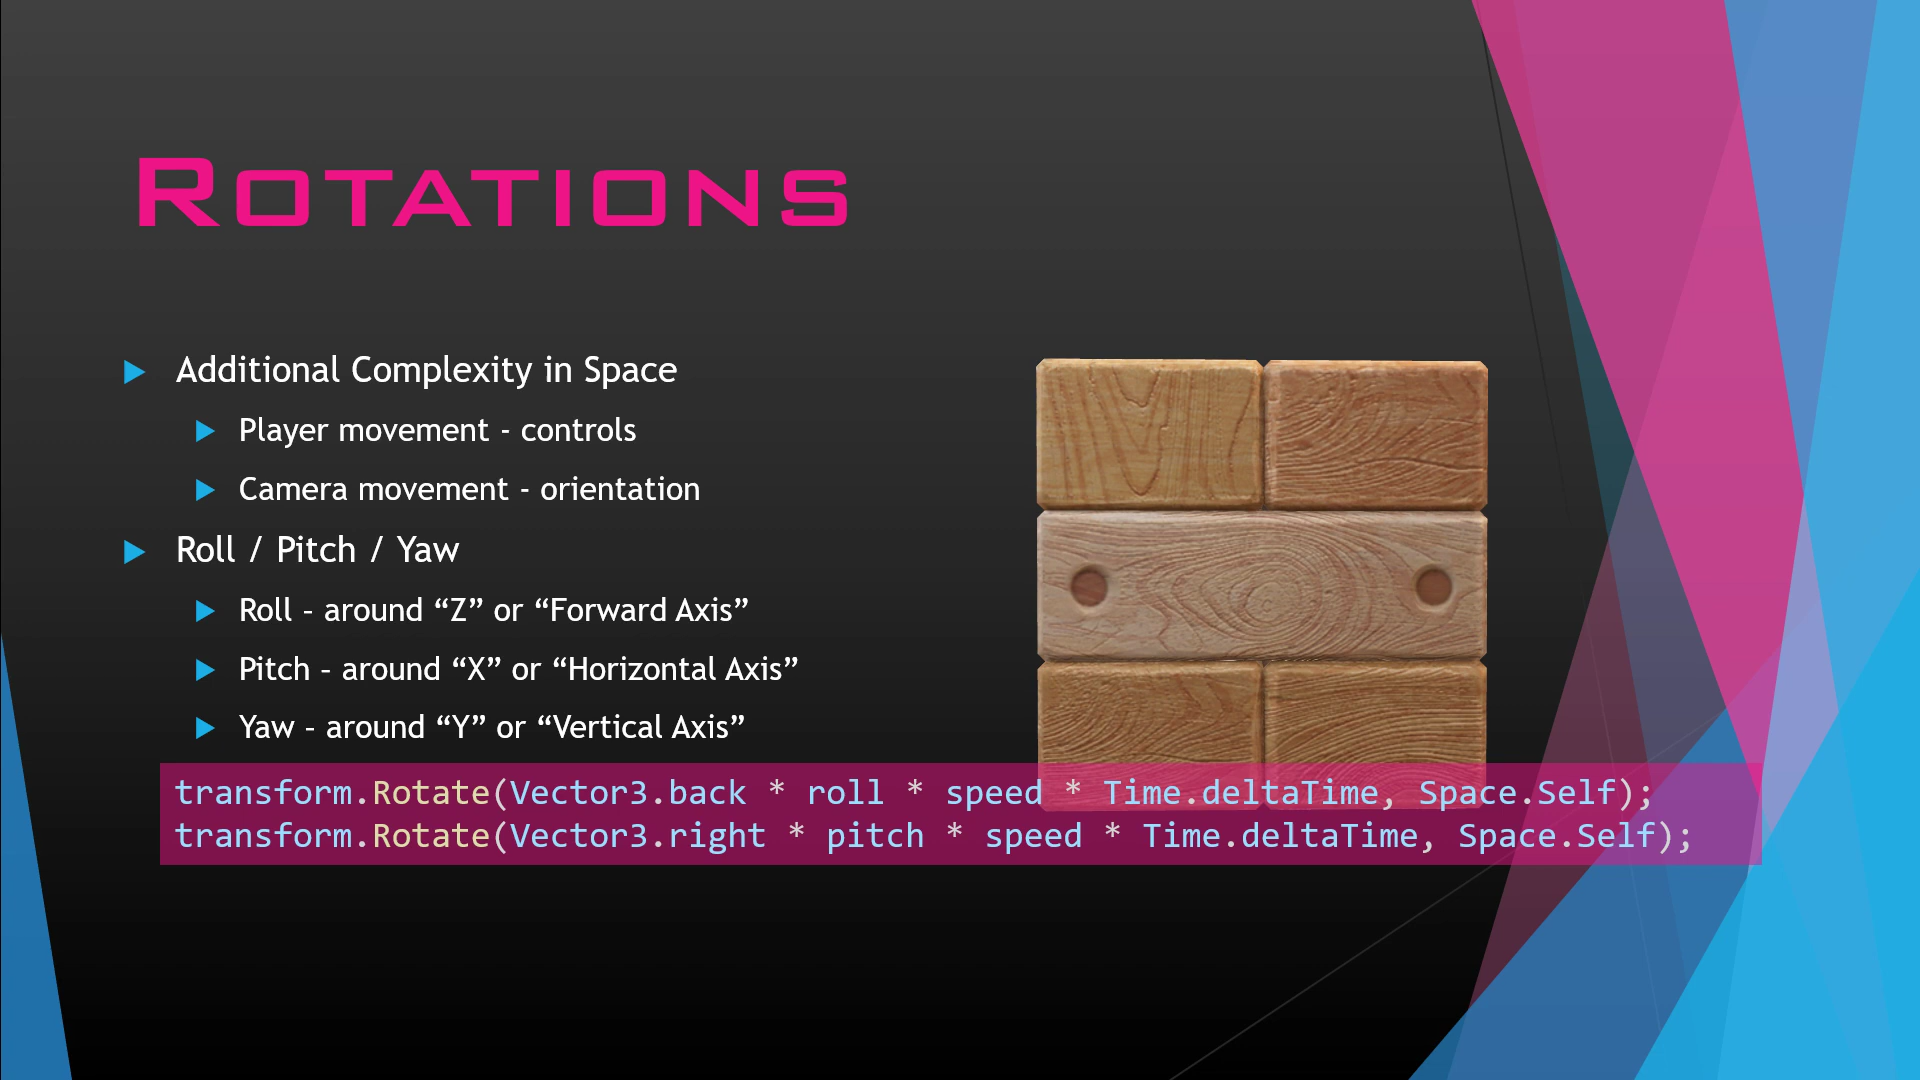 Rotations
Additional Complexity in Space
Player movement - controls
Camera movement - orientation
Roll / Pitch / Yaw
Roll – around “Z” or “Forward Axis”
Pitch – around “X” or “Horizontal Axis”
Yaw – around “Y” or “Vertical Axis”
transform.Rotate(Vector3.back * roll * speed * Time.deltaTime, Space.Self);
transform.Rotate(Vector3.right * pitch * speed * Time.deltaTime, Space.Self);